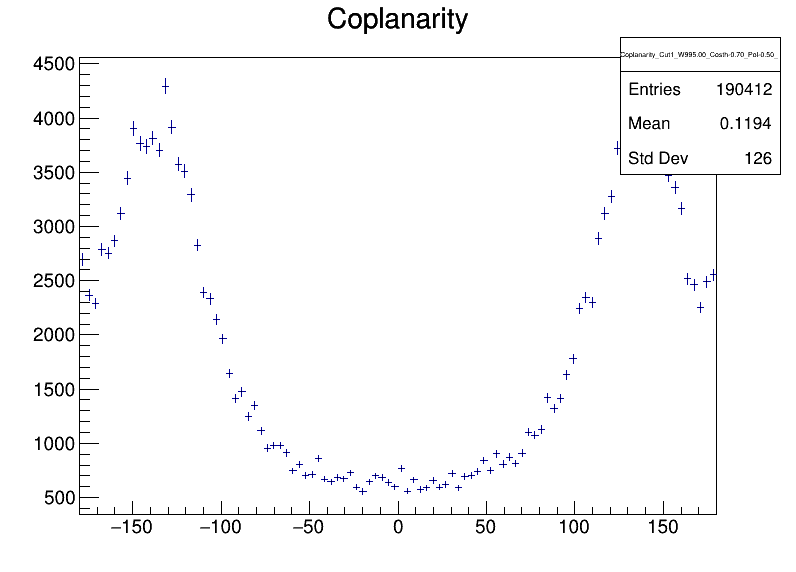 Coplanarity
Coplanarity_Cut1_W995.00_Costh-0.70_Pol-0.50_
Entries 190412
Mean 0.1194
Std Dev 126
4500
4000
3500
3000
2500
2000
1500
1000
500
−150 −100 −50 0 50 100 150